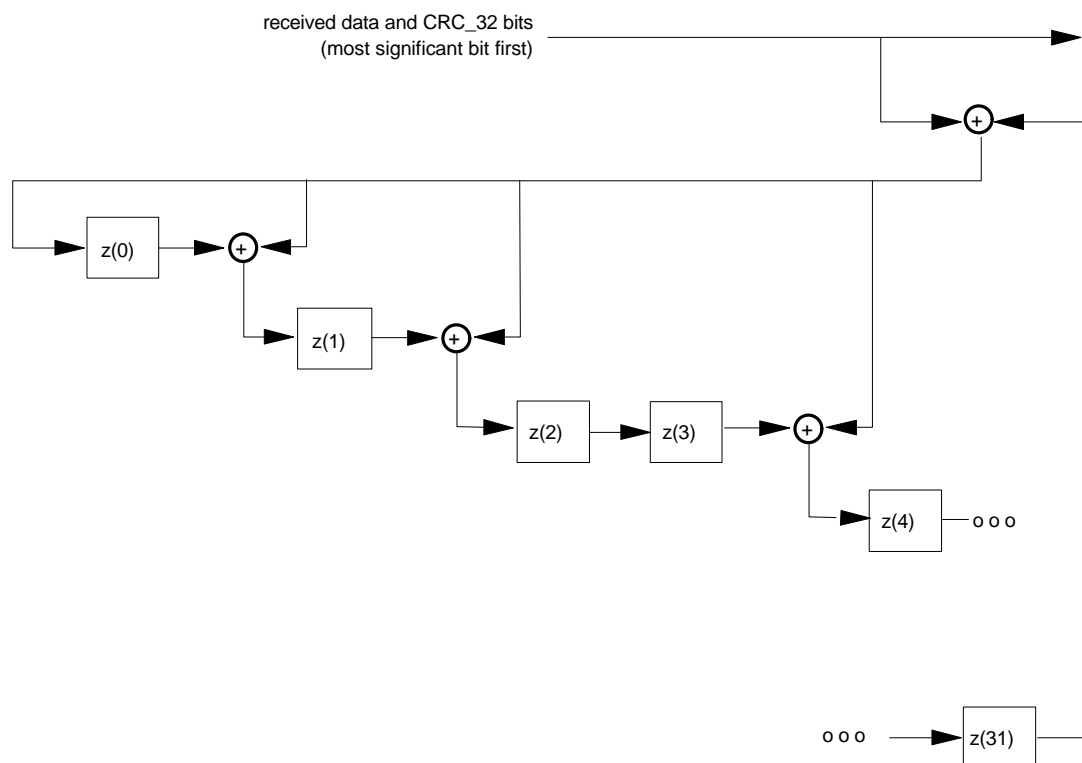 received data and CRC_32 bits
(most significant bit first)
+
z(0)
+
z(1)
+
z(2)
z(3)
+
z(4)
o o o
o o o
z(31)